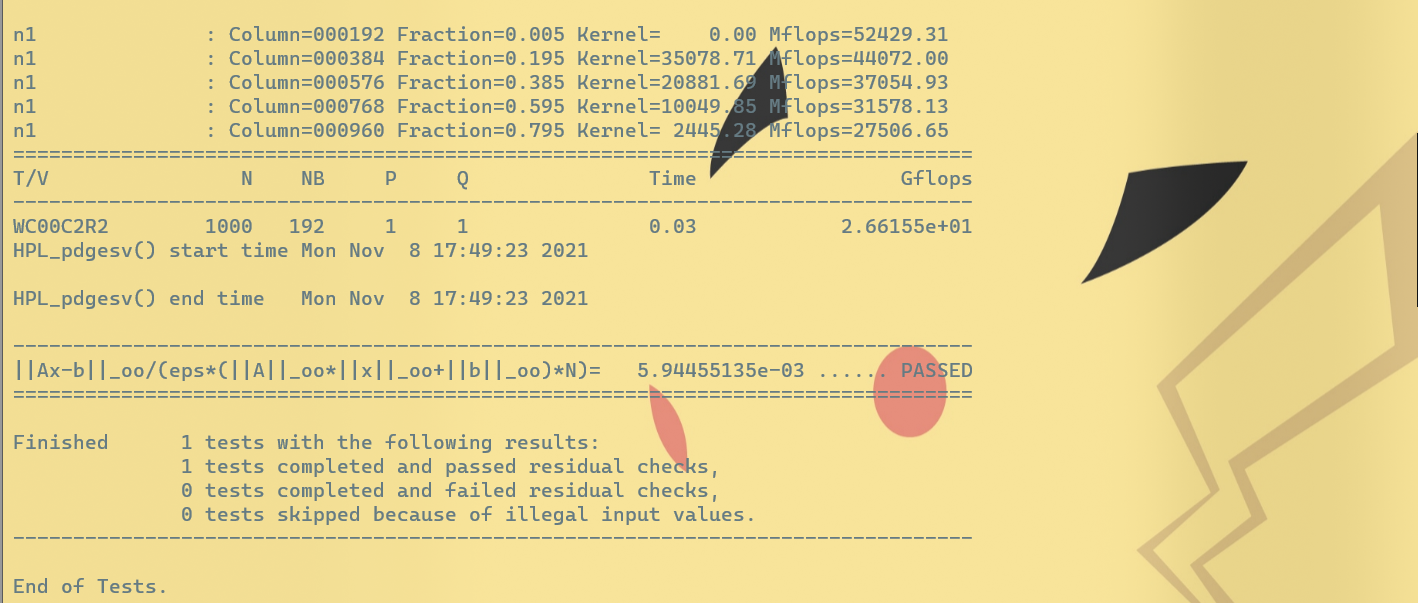 n1              : Column=000192 Fraction=0.005 Kernel=    0.00 Mflops=52429.31
n1              : Column=000384 Fraction=0.195 Kernel=35078.71 Mflops=44072.00
n1              : Column=000576 Fraction=0.385 Kernel=20881.69 Mflops=37054.93
n1              : Column=000768 Fraction=0.595 Kernel=10049.85 Mflops=31578.13
n1              : Column=000960 Fraction=0.795 Kernel= 2445.28 Mflops=27506.65
================================================================================
T/V                N    NB     P     Q               Time                 Gflops
--------------------------------------------------------------------------------
WC00C2R2        1000   192     1     1               0.03            2.66155e+01
HPL_pdgesv() start time Mon Nov  8 17:49:23 2021
HPL_pdgesv() end time   Mon Nov  8 17:49:23 2021
--------------------------------------------------------------------------------
||Ax-b||_oo/(eps*(||A||_oo*||x||_oo+||b||_oo)*N)=   5.94455135e-03 ...... PASSED
================================================================================
Finished      1 tests with the following results:
              1 tests completed and passed residual checks,
              0 tests completed and failed residual checks,
              0 tests skipped because of illegal input values.
--------------------------------------------------------------------------------
End of Tests.